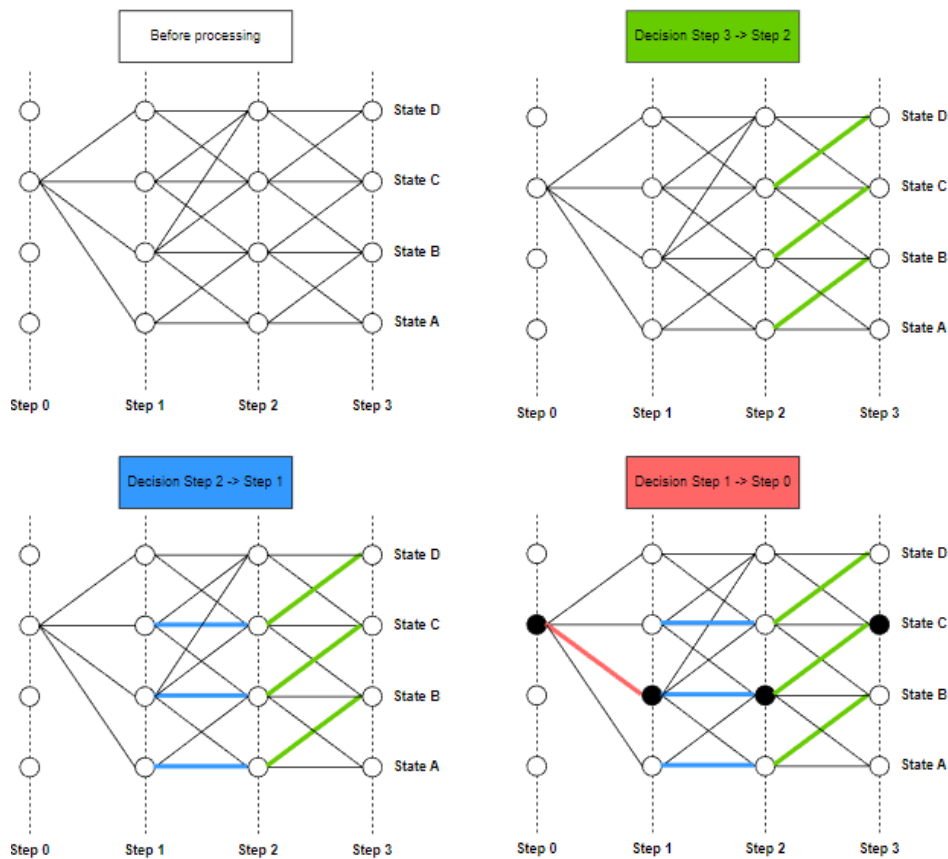 Before processing
State D
State C
State B
State A
Step 0 Step 1 Step 2 Step 3
Decision Step 3 -> Step 2
State D
State C
State B
State A
Step 0 Step 1 Step 2 Step 3
Decision Step 2 -> Step 1
State D
State C
State B
State A
Step 0 Step 1 Step 2 Step 3
Decision Step 1 -> Step 0
State D
State C
State B
State A
Step 0 Step 1 Step 2 Step 3